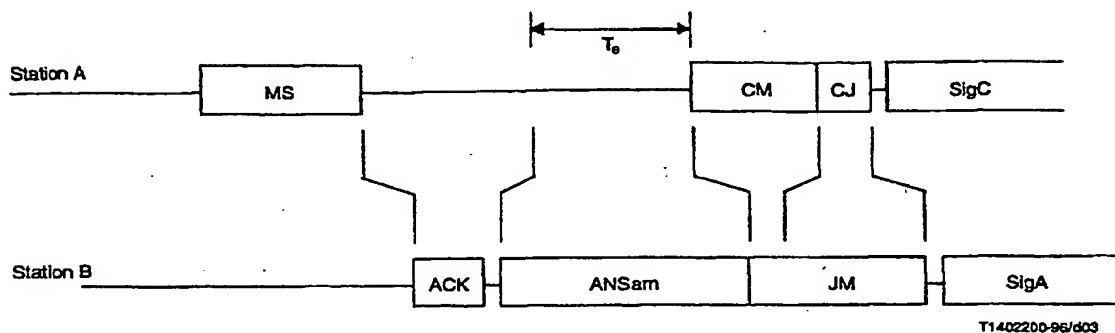 Tₑ
Station A
MS
CM
CJ
SigC
Station B
ACK
ANSam
JM
SigA
T1402200-96/d03